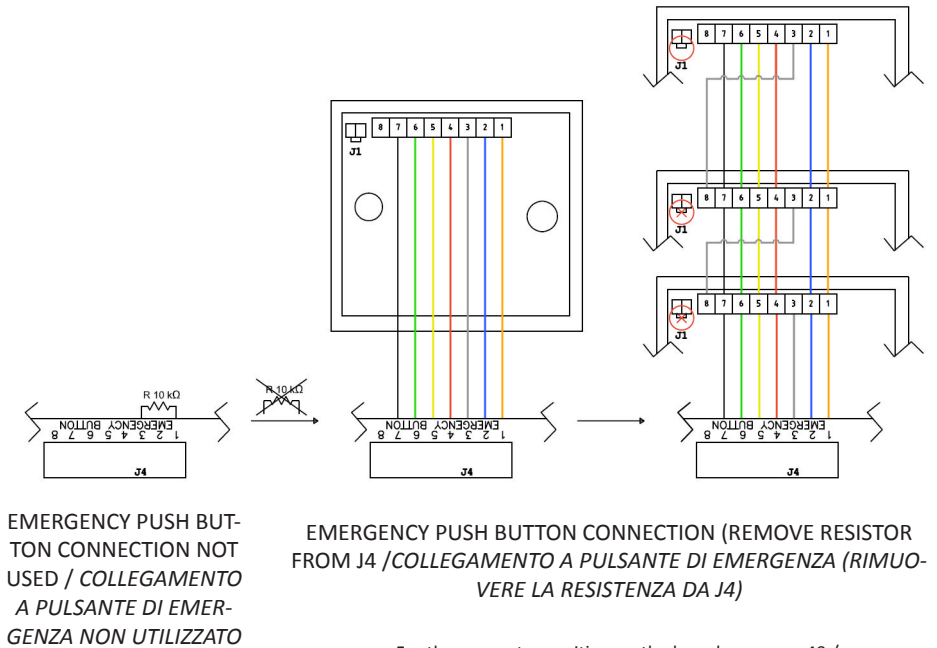 8 7 6 5 4 3 2 1
J1
8 7 6 5 4 3 2 1
J1
8 7 6 5 4 3 2 1
J1
8 7 6 5 4 3 2 1
J1
R 10 kΩ
EMERGENCY BUTTON
1 2 3 4 5 6 7 8
J4
R 10 kΩ
EMERGENCY BUTTON
1 2 3 4 5 6 7 8
J4
EMERGENCY BUTTON
1 2 3 4 5 6 7 8
J4
EMERGENCY PUSH BUT-
TON CONNECTION NOT
USED / COLLEGAMENTO
A PULSANTE DI EMER-
GENZA NON UTILIZZATO
EMERGENCY PUSH BUTTON CONNECTION (REMOVE RESISTOR
FROM J4 /COLLEGAMENTO A PULSANTE DI EMERGENZA (RIMUO-
VERE LA RESISTENZA DA J4)